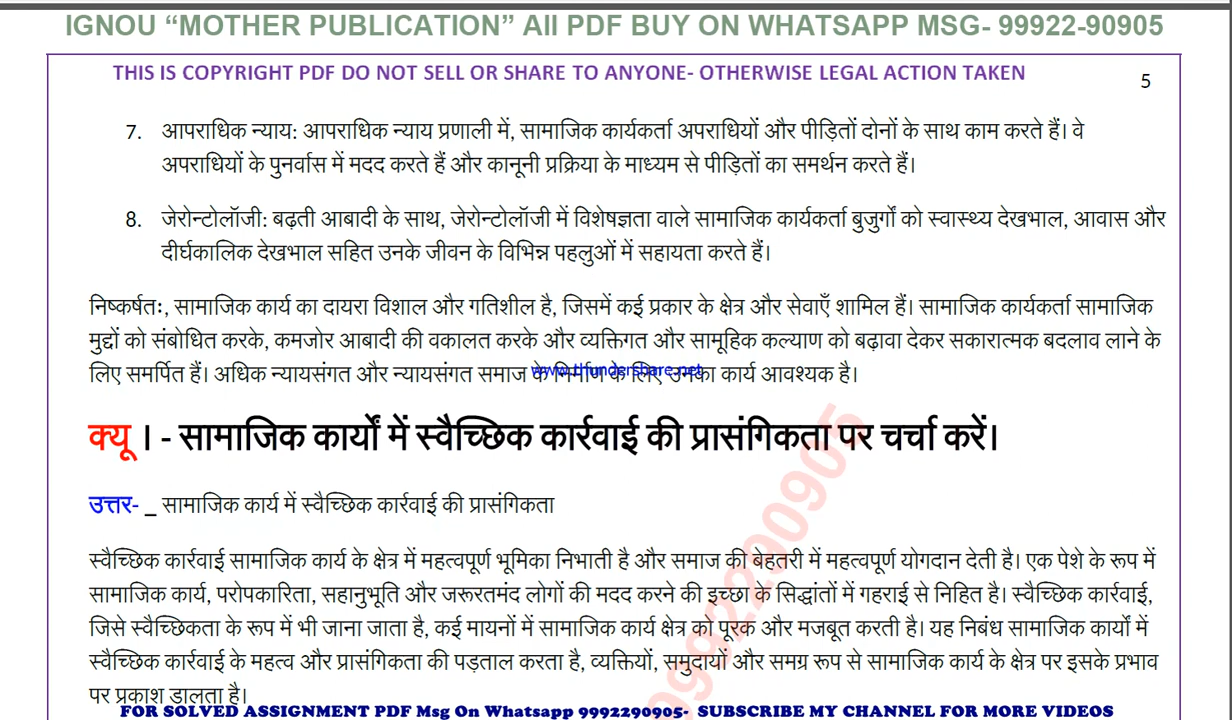 IGNOU “MOTHER PUBLICATION” All PDF BUY ON WHATSAPP MSG- 99922-90905
THIS IS COPYRIGHT PDF DO NOT SELL OR SHARE TO ANYONE- OTHERWISE LEGAL ACTION TAKEN
5
7. आपराधिक न्याय: आपराधिक न्याय प्रणाली में, सामाजिक कार्यकर्ता अपराधियों और पीड़ितों दोनों के साथ काम करते हैं। वे
अपराधियों के पुनर्वास में मदद करते हैं और कानूनी प्रक्रिया के माध्यम से पीड़ितों का समर्थन करते हैं।
8. जेरोन्टोलॉजी: बढ़ती आबादी के साथ, जेरोन्टोलॉजी में विशेषज्ञता वाले सामाजिक कार्यकर्ता बुजुर्गों को स्वास्थ्य देखभाल, आवास और
दीर्घकालिक देखभाल सहित उनके जीवन के विभिन्न पहलुओं में सहायता करते हैं।
निष्कर्षतः, सामाजिक कार्य का दायरा विशाल और गतिशील है, जिसमें कई प्रकार के क्षेत्र और सेवाएँ शामिल हैं। सामाजिक कार्यकर्ता सामाजिक
मुद्दों को संबोधित करके, कमजोर आबादी की वकालत करके और व्यक्तिगत और सामूहिक कल्याण को बढ़ावा देकर सकारात्मक बदलाव लाने के
लिए समर्पित हैं। अधिक न्यायसंगत और न्यायसंगत समाज के निर्माण के लिए उनका कार्य आवश्यक है।
www.thundershare.net
क्यू । - सामाजिक कार्यों में स्वैच्छिक कार्रवाई की प्रासंगिकता पर चर्चा करें।
उत्तर- _ सामाजिक कार्य में स्वैच्छिक कार्रवाई की प्रासंगिकता
स्वैच्छिक कार्रवाई सामाजिक कार्य के क्षेत्र में महत्वपूर्ण भूमिका निभाती है और समाज की बेहतरी में महत्वपूर्ण योगदान देती है। एक पेशे के रूप में
सामाजिक कार्य, परोपकारिता, सहानुभूति और जरूरतमंद लोगों की मदद करने की इच्छा के सिद्धांतों में गहराई से निहित है। स्वैच्छिक कार्रवाई,
जिसे स्वैच्छिकता के रूप में भी जाना जाता है, कई मायनों में सामाजिक कार्य क्षेत्र को पूरक और मजबूत करती है। यह निबंध सामाजिक कार्यों में
स्वैच्छिक कार्रवाई के महत्व और प्रासंगिकता की पड़ताल करता है, व्यक्तियों, समुदायों और समग्र रूप से सामाजिक कार्य के क्षेत्र पर इसके प्रभाव
पर प्रकाश डालता है।
9992290905
FOR SOLVED ASSIGNMENT PDF Msg On Whatsapp 9992290905- SUBSCRIBE MY CHANNEL FOR MORE VIDEOS